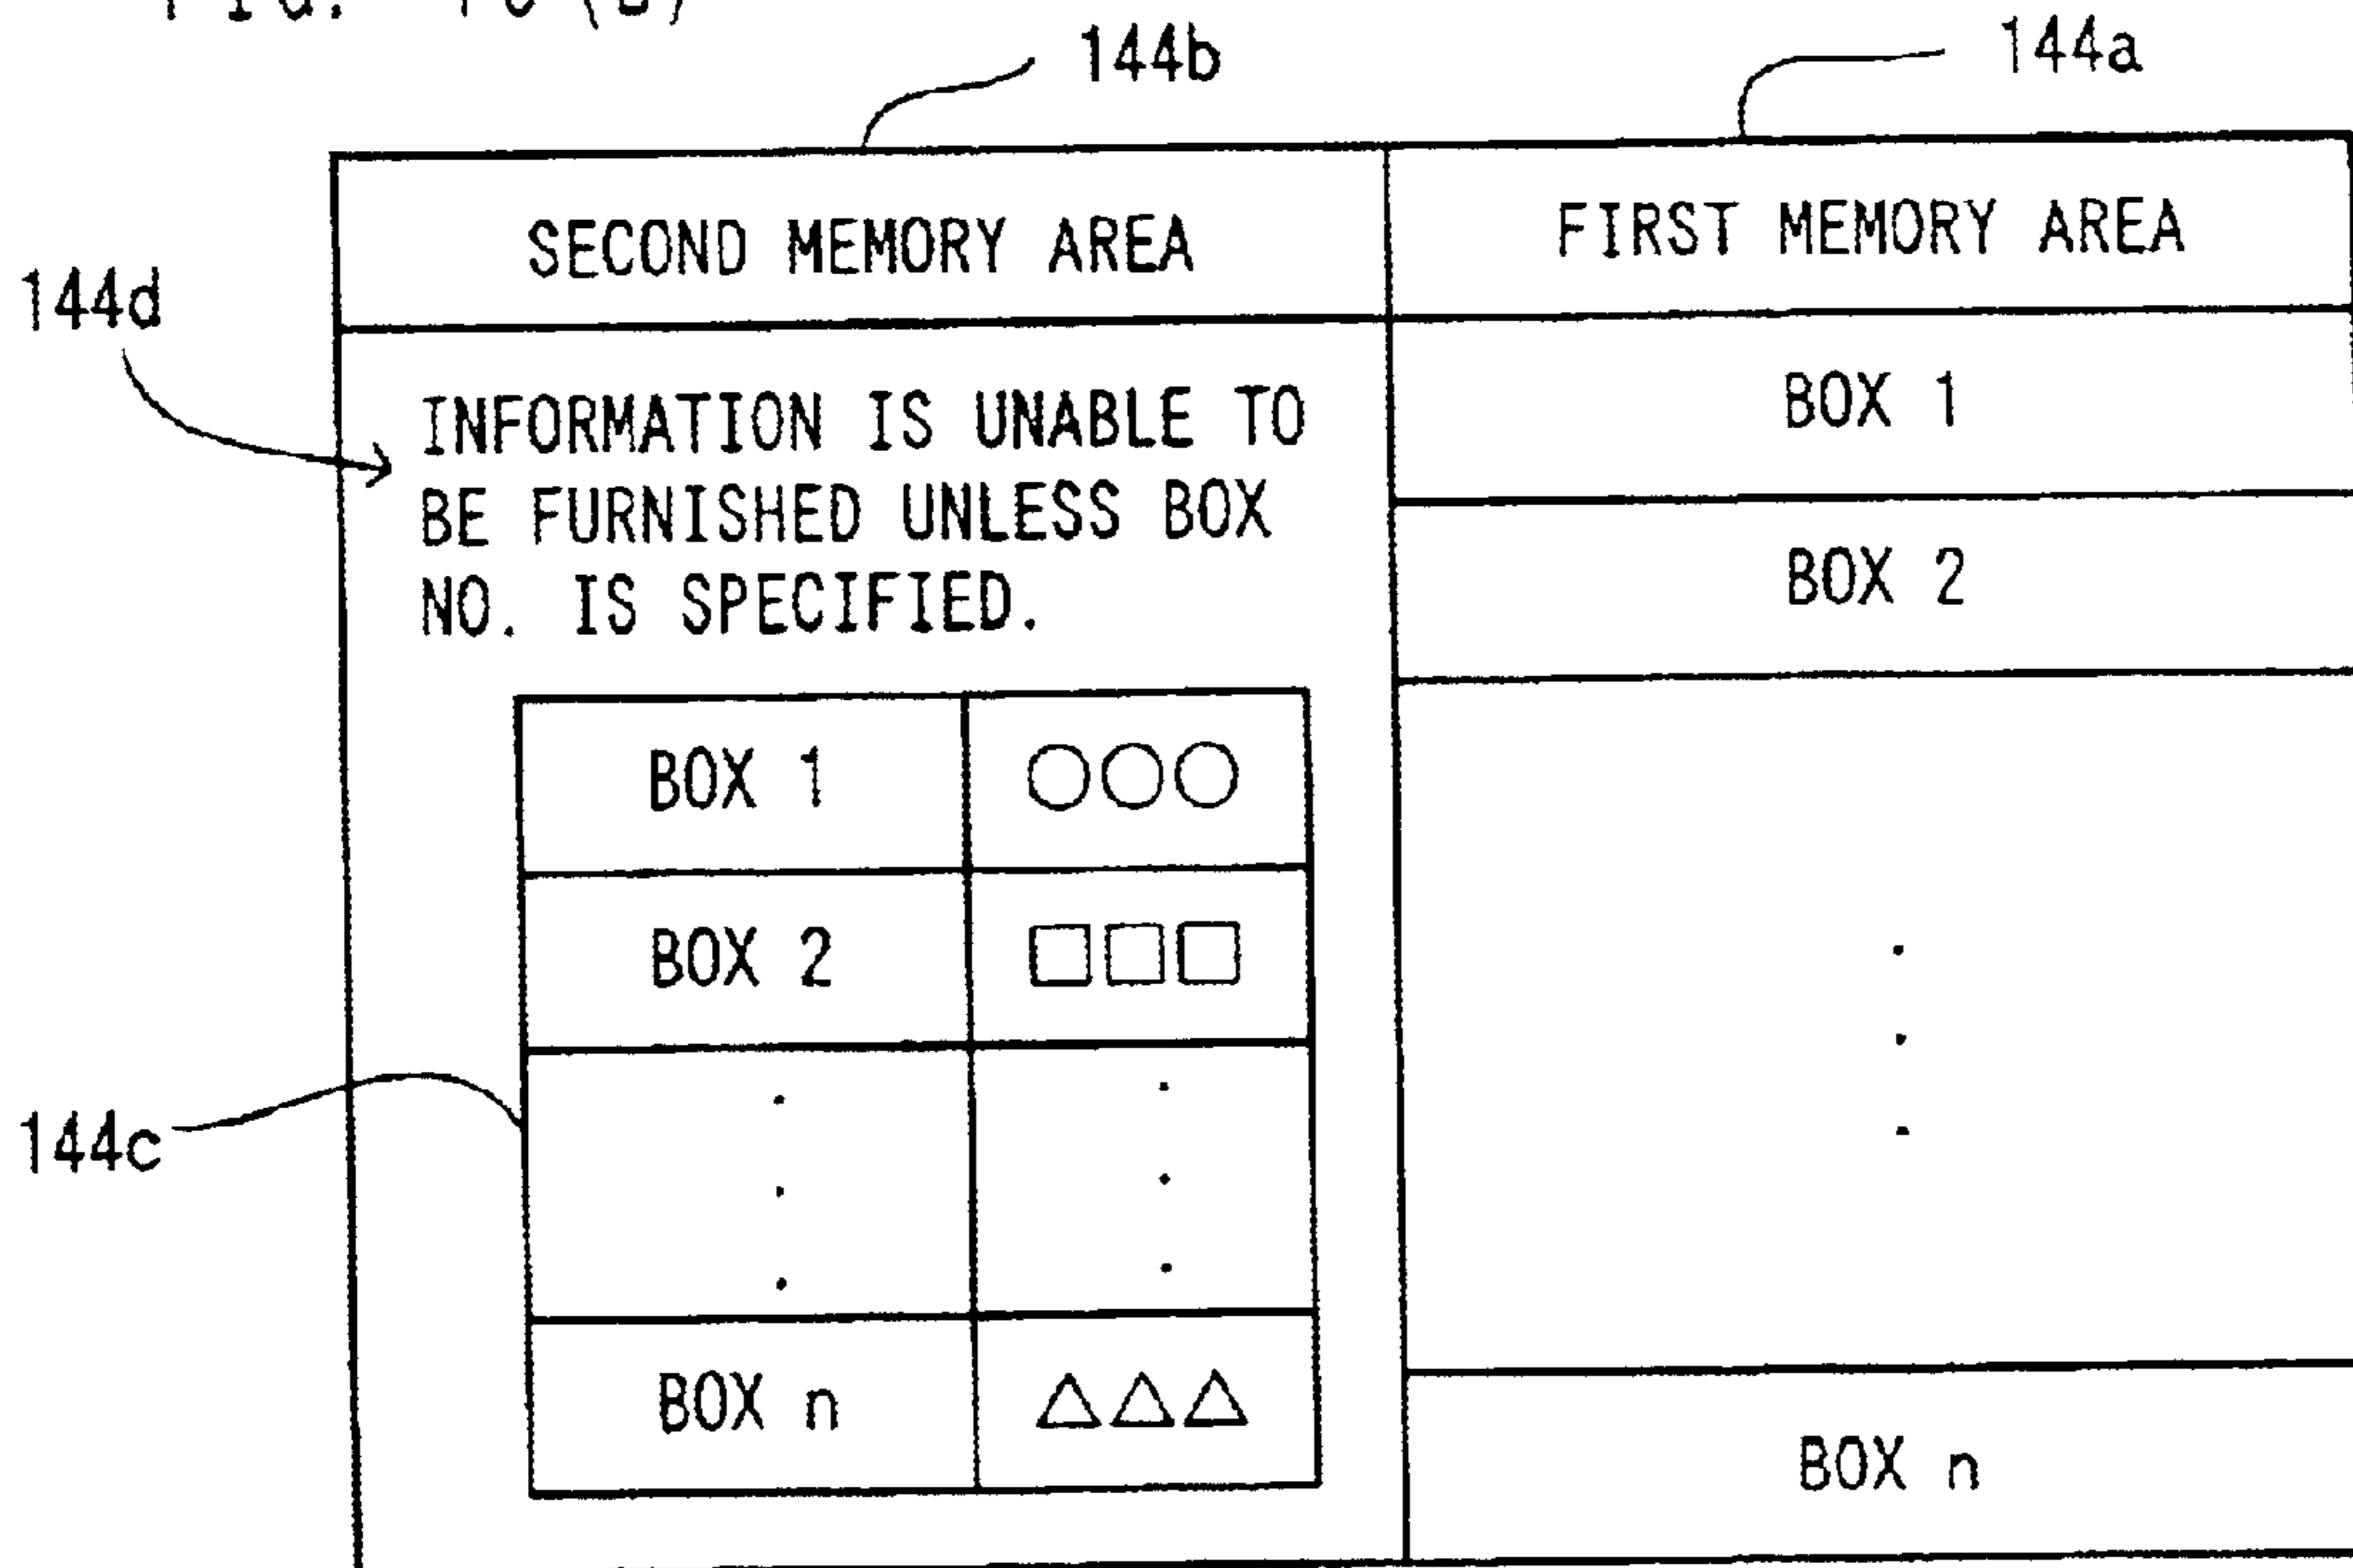 144b
144a
SECOND MEMORY AREA
FIRST MEMORY AREA
144d
INFORMATION IS UNABLE TO
BE FURNISHED UNLESS BOX
NO. IS SPECIFIED.
BOX 1
BOX 2
BOX 1 ○○○
BOX 2 □□□
144c
BOX n △△△
BOX n